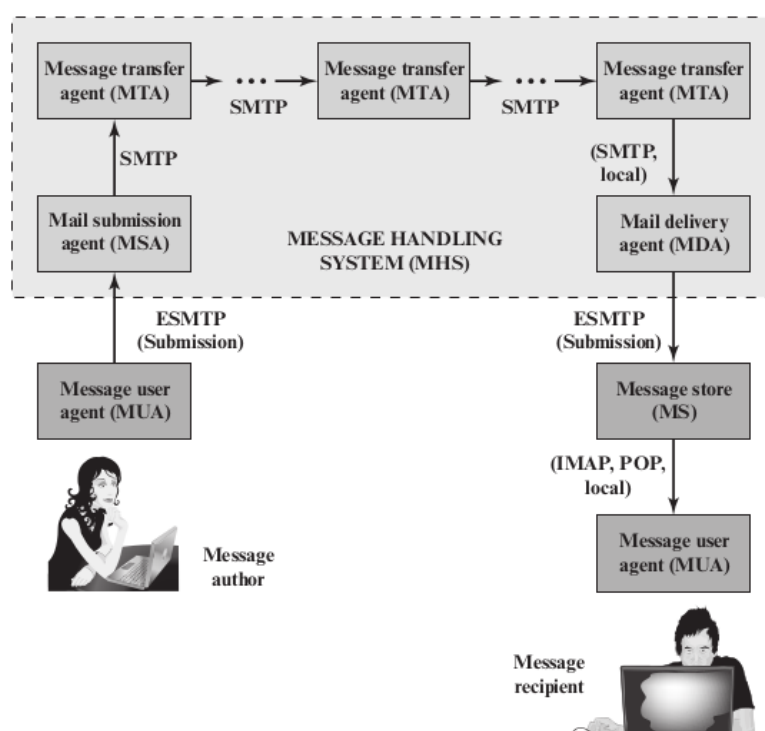 Message transfer
agent (MTA)
SMTP
Message transfer
agent (MTA)
SMTP
Message transfer
agent (MTA)
SMTP
(SMTP,
local)
Mail submission
agent (MSA)
MESSAGE HANDLING
SYSTEM (MHS)
Mail delivery
agent (MDA)
ESMTP
(Submission)
ESMTP
(Submission)
Message user
agent (MUA)
Message store
(MS)
(IMAP, POP,
local)
Message
author
Message user
agent (MUA)
Message
recipient